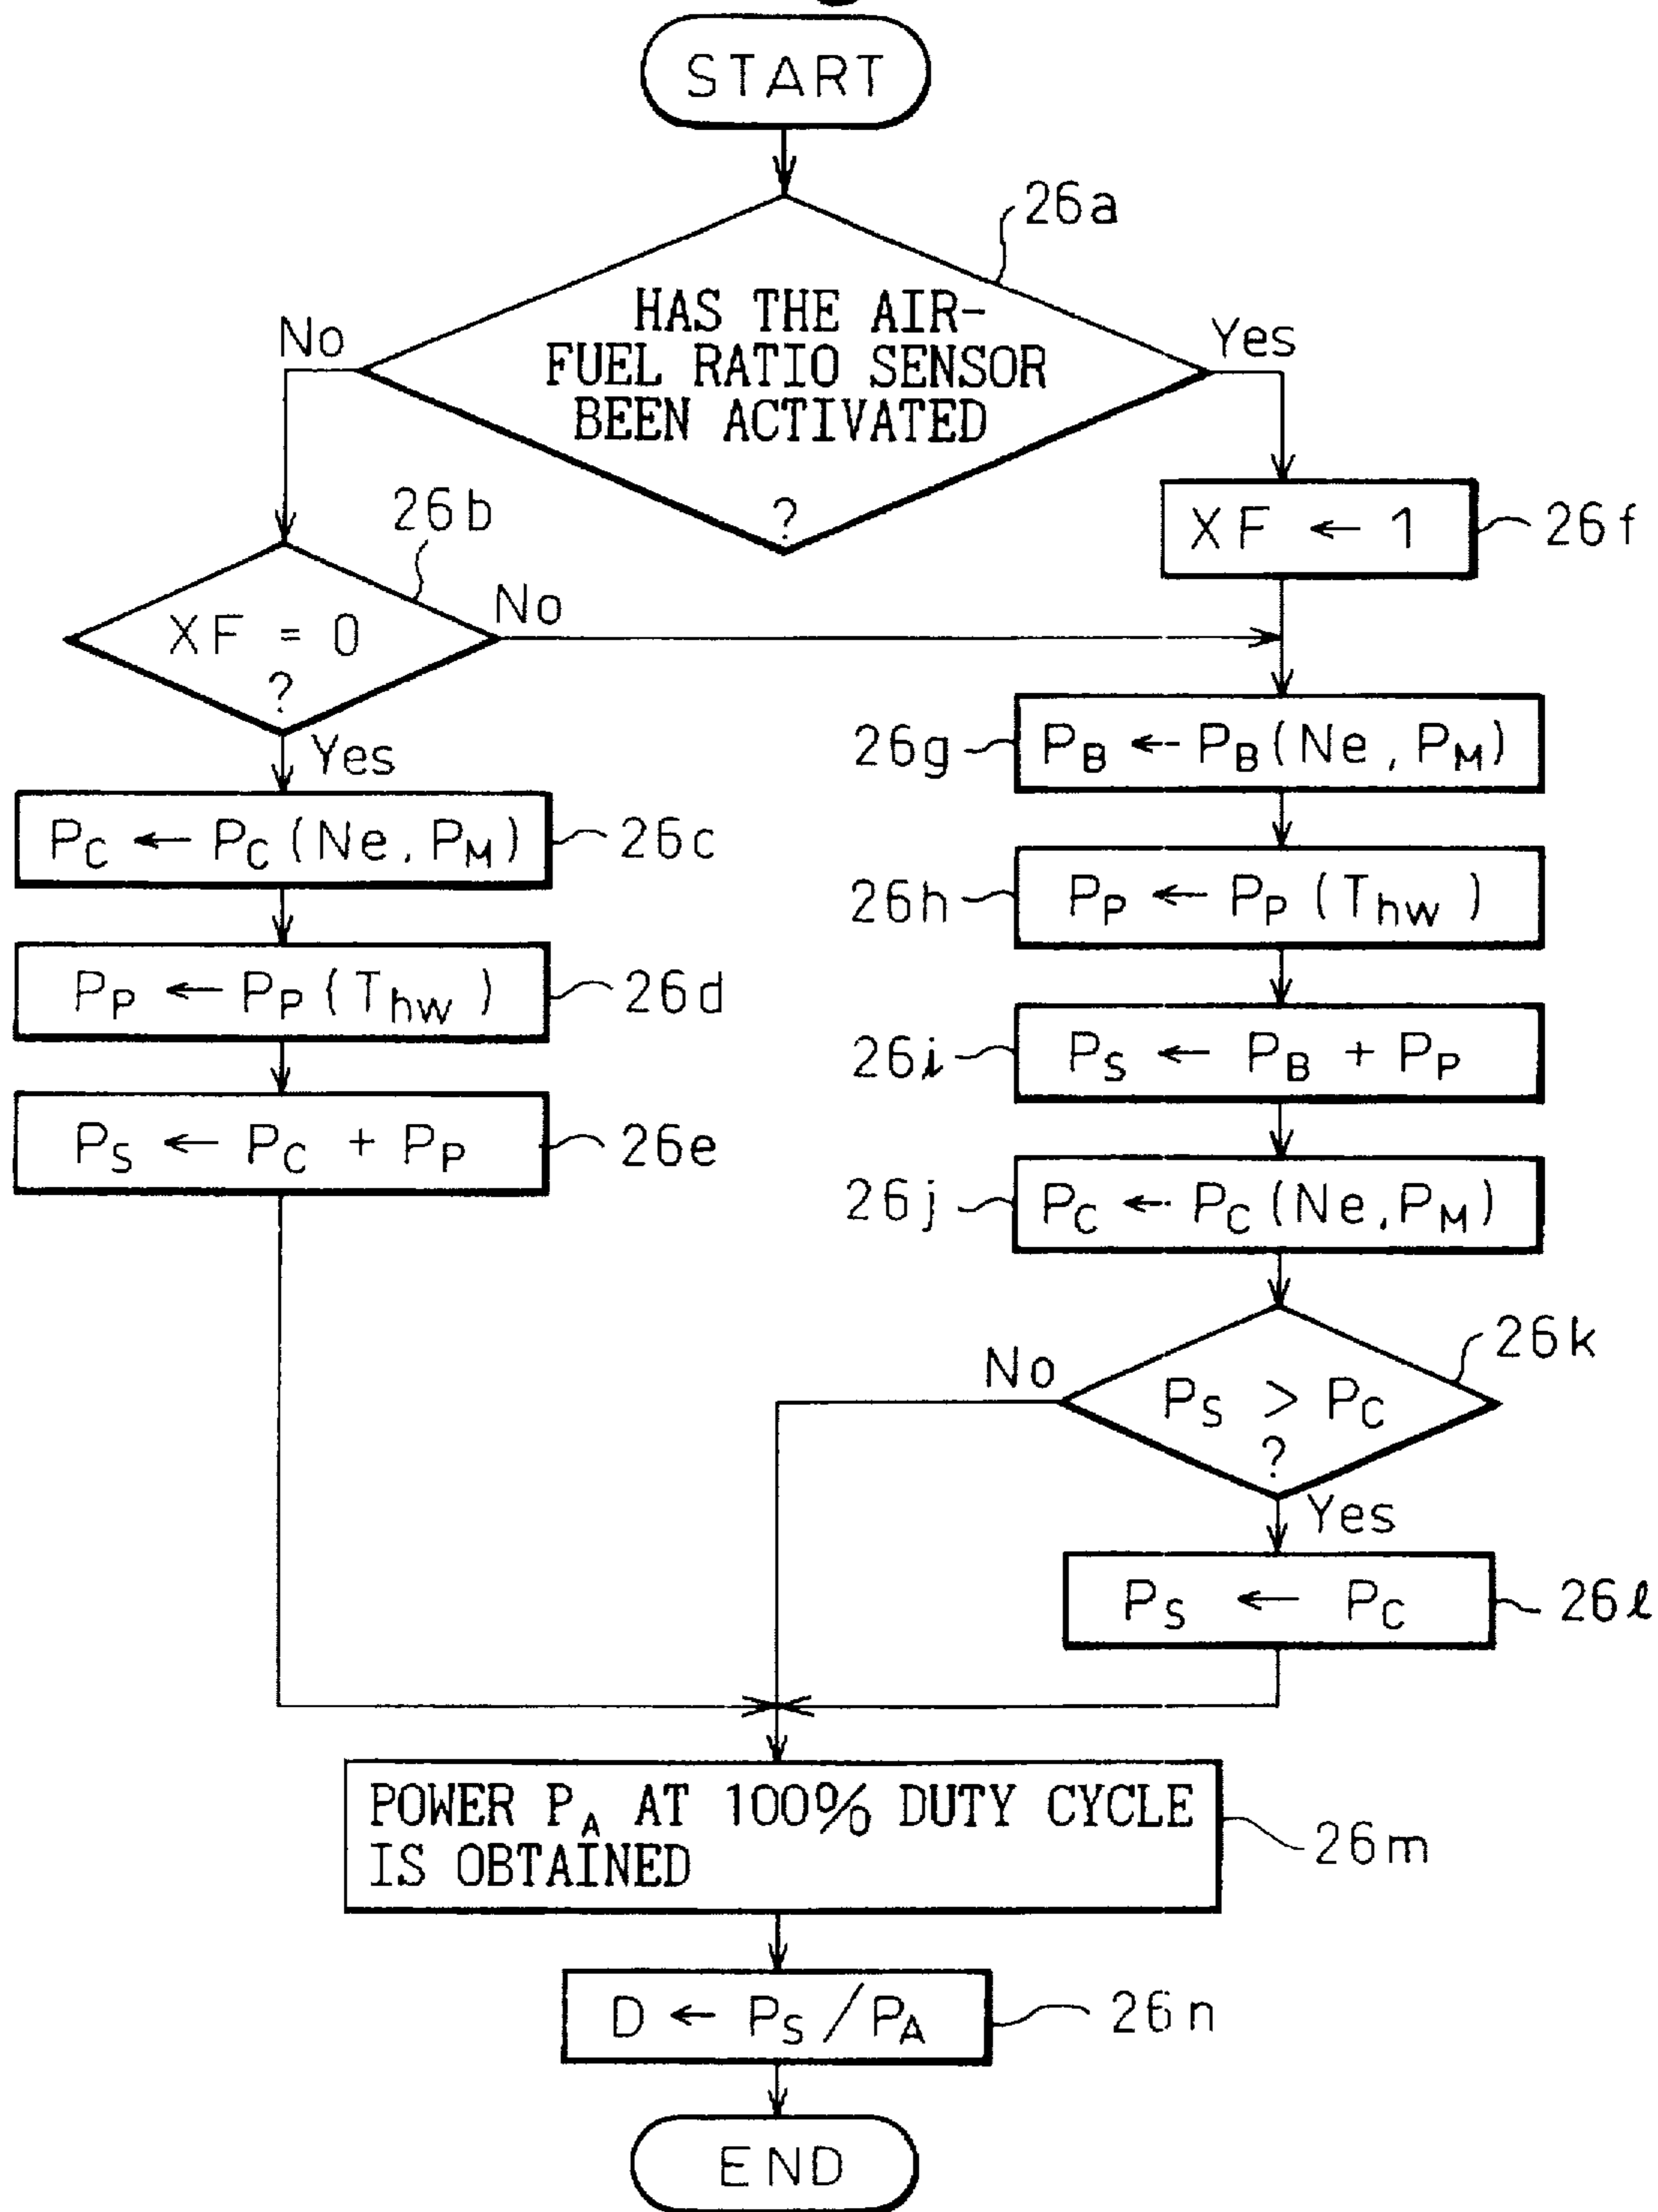 START
26a
HAS THE AIR-
FUEL RATIO SENSOR
BEEN ACTIVATED
?
No
Yes
26b
XF ← 1
26f
XF = 0
?
No
Yes
26g
P_B ← P_B (Ne, P_M)
P_C ← P_C (Ne, P_M)
26c
26h
P_P ← P_P (T_hw)
P_P ← P_P (T_hw)
26d
26i
P_S ← P_B + P_P
P_S ← P_C + P_P
26e
26j
P_C ← P_C (Ne, P_M)
26k
No
P_S > P_C
?
Yes
P_S ← P_C
26l
POWER P_A AT 100% DUTY CYCLE
IS OBTAINED
26m
D ← P_S / P_A
26n
END